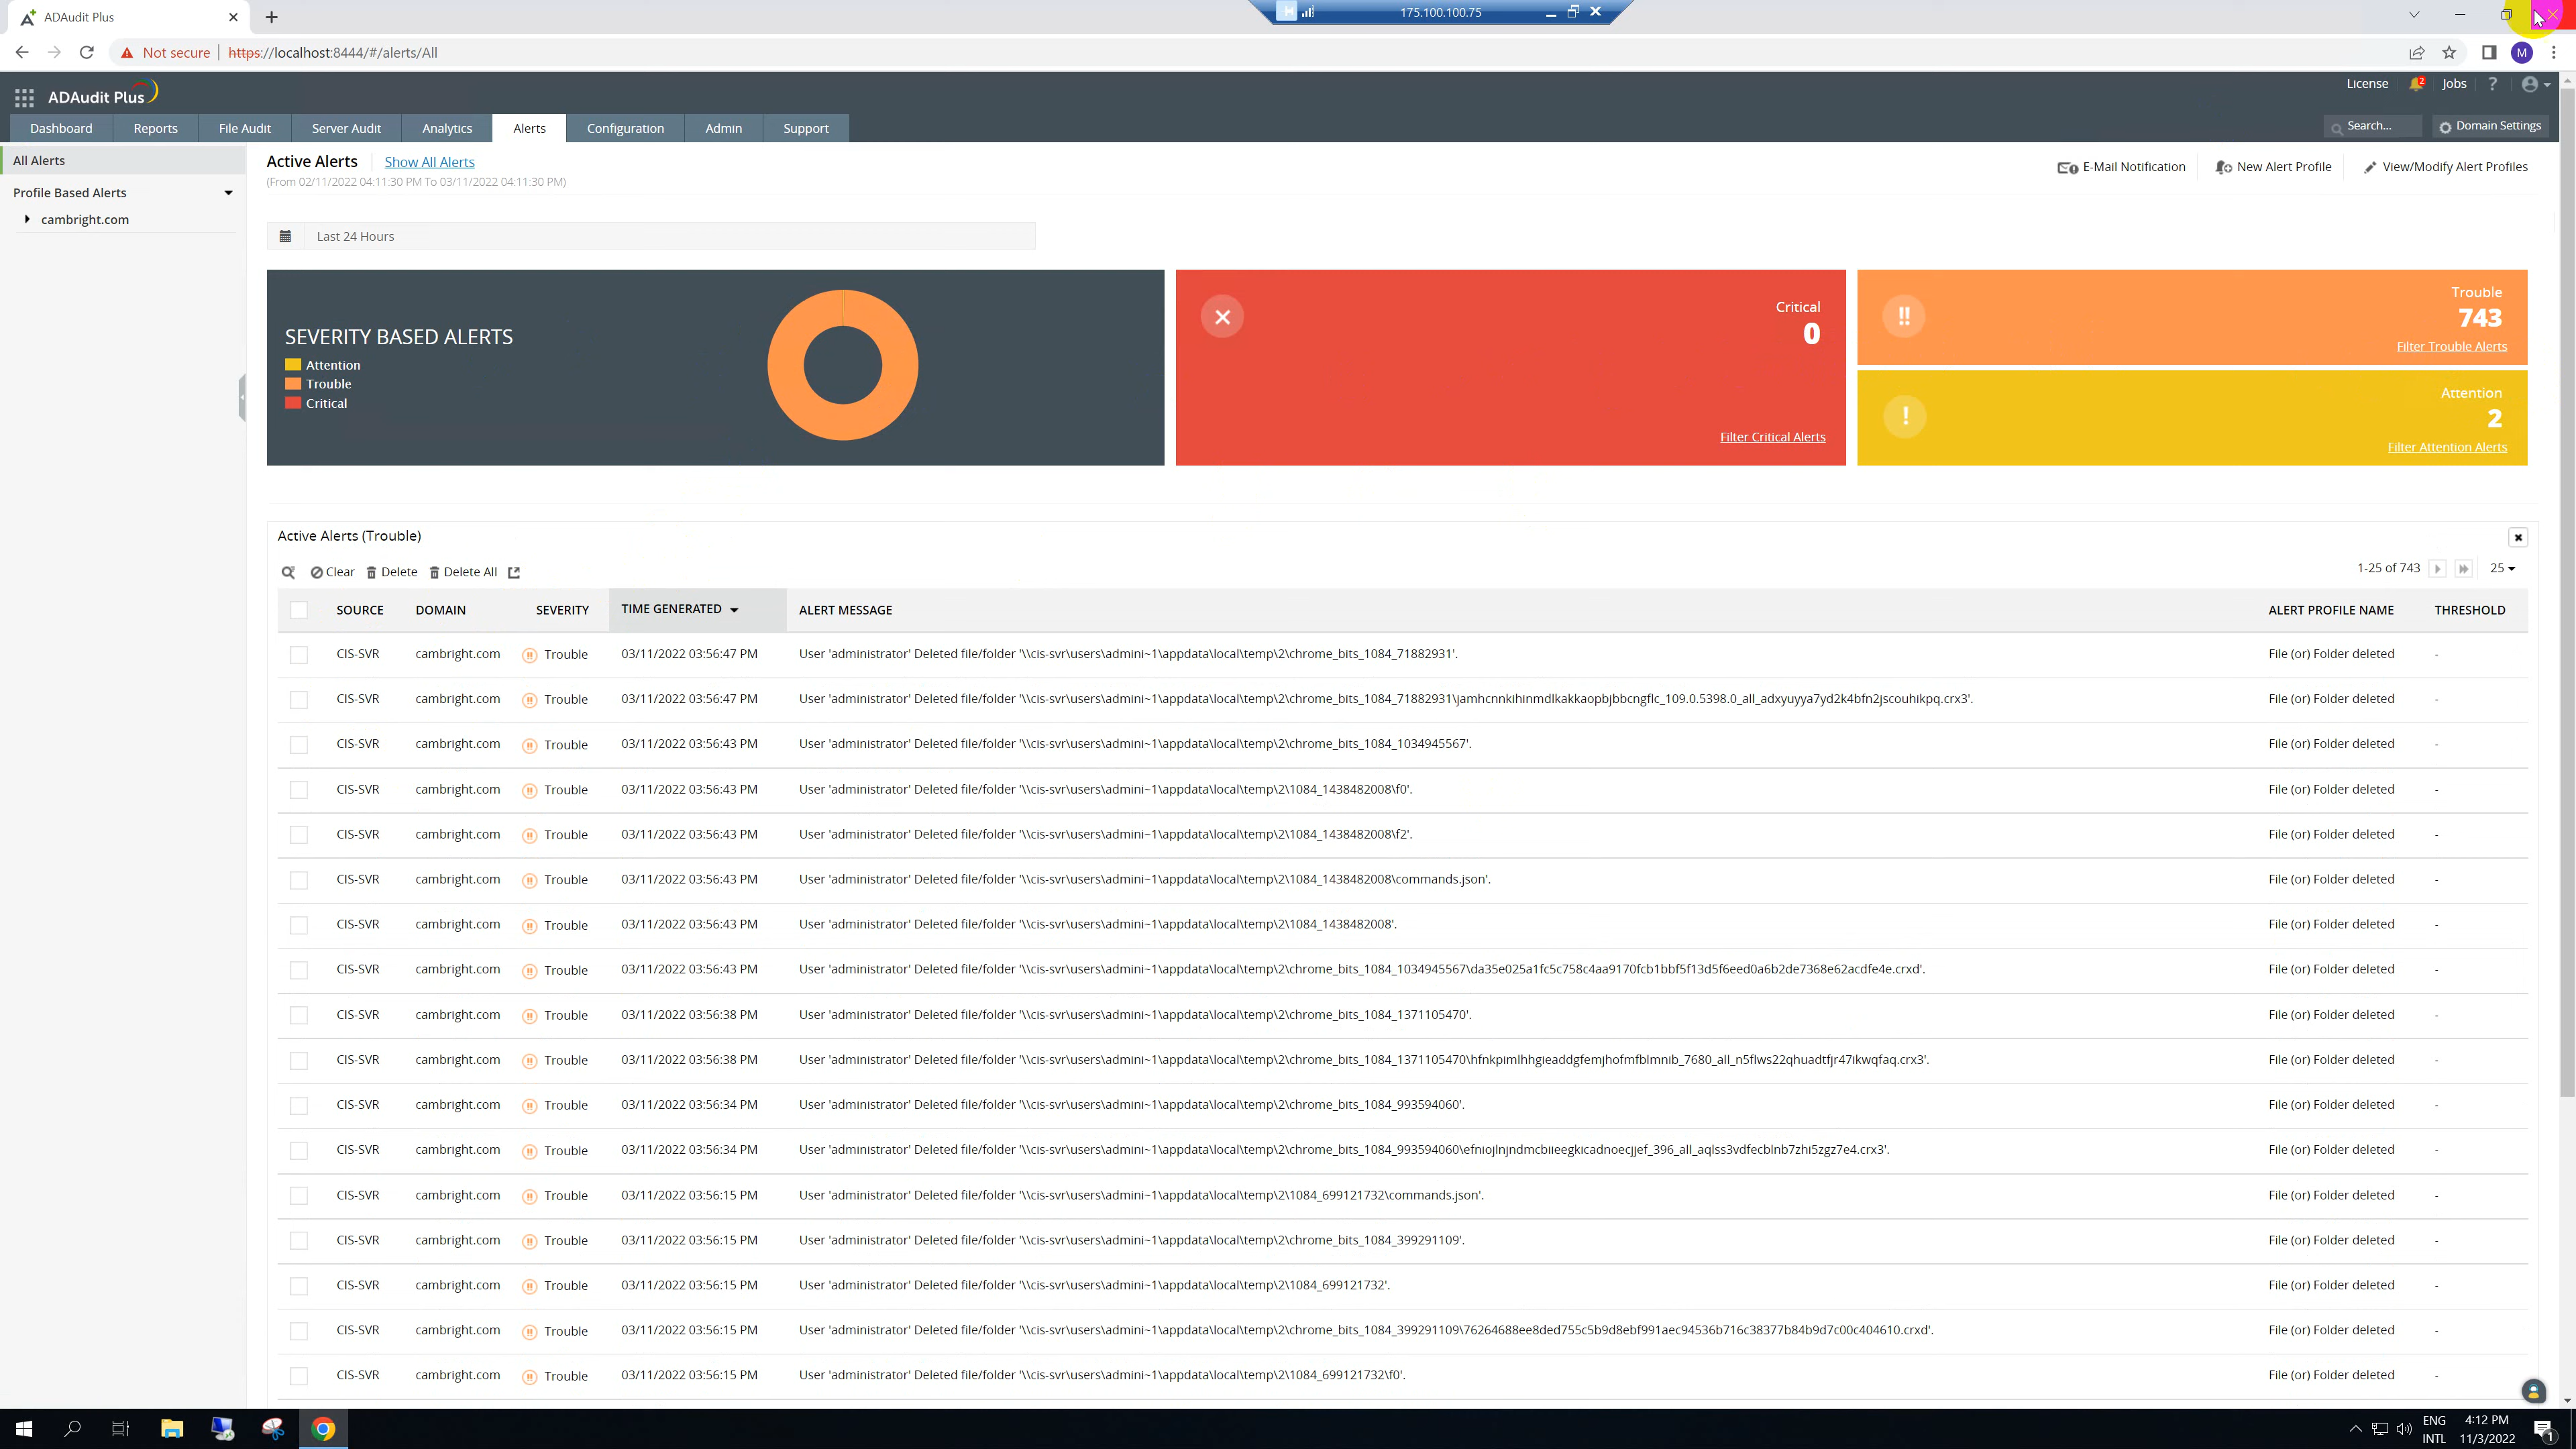 ADAudit Plus
175.100.100.75
Not secure
https://localhost:8444/#/alerts/All
M
ADAudit Plus
License
2
Jobs
?
Dashboard
Reports
File Audit
Server Audit
Analytics
Alerts
Configuration
Admin
Support
Search...
Domain Settings
All Alerts
Profile Based Alerts
cambright.com
Active Alerts
Show All Alerts
(From 02/11/2022 04:11:30 PM To 03/11/2022 04:11:30 PM)
E-Mail Notification
New Alert Profile
View/Modify Alert Profiles
Last 24 Hours
SEVERITY BASED ALERTS
Attention
Trouble
Critical
Critical
0
Filter Critical Alerts
Trouble
743
Filter Trouble Alerts
Attention
2
Filter Attention Alerts
Active Alerts (Trouble)
Clear
Delete
Delete All
1-25 of 743
25
SOURCE DOMAIN SEVERITY TIME GENERATED ALERT MESSAGE ALERT PROFILE NAME THRESHOLD
CIS-SVR cambright.com Trouble 03/11/2022 03:56:47 PM User 'administrator' Deleted file/folder '\\cis-svr\users\admini~1\appdata\local\temp\2\chrome_bits_1084_71882931'. File (or) Folder deleted -
CIS-SVR cambright.com Trouble 03/11/2022 03:56:47 PM User 'administrator' Deleted file/folder '\\cis-svr\users\admini~1\appdata\local\temp\2\chrome_bits_1084_71882931\jamhcnnkihinmdlkakkaopbjbbcngflc_109.0.5398.0_all_adxyuyya7yd2k4bfn2jscouhikpq.crx3'. File (or) Folder deleted -
CIS-SVR cambright.com Trouble 03/11/2022 03:56:43 PM User 'administrator' Deleted file/folder '\\cis-svr\users\admini~1\appdata\local\temp\2\chrome_bits_1084_1034945567'. File (or) Folder deleted -
CIS-SVR cambright.com Trouble 03/11/2022 03:56:43 PM User 'administrator' Deleted file/folder '\\cis-svr\users\admini~1\appdata\local\temp\2\1084_1438482008\f0'. File (or) Folder deleted -
CIS-SVR cambright.com Trouble 03/11/2022 03:56:43 PM User 'administrator' Deleted file/folder '\\cis-svr\users\admini~1\appdata\local\temp\2\1084_1438482008\f2'. File (or) Folder deleted -
CIS-SVR cambright.com Trouble 03/11/2022 03:56:43 PM User 'administrator' Deleted file/folder '\\cis-svr\users\admini~1\appdata\local\temp\2\1084_1438482008\commands.json'. File (or) Folder deleted -
CIS-SVR cambright.com Trouble 03/11/2022 03:56:43 PM User 'administrator' Deleted file/folder '\\cis-svr\users\admini~1\appdata\local\temp\2\1084_1438482008'. File (or) Folder deleted -
CIS-SVR cambright.com Trouble 03/11/2022 03:56:43 PM User 'administrator' Deleted file/folder '\\cis-svr\users\admini~1\appdata\local\temp\2\chrome_bits_1084_1034945567\da35e025a1fc5c758c4aa9170fcb1bbf5f13d5f6eed0a6b2de7368e62acdfe4e.crxd'. File (or) Folder deleted -
CIS-SVR cambright.com Trouble 03/11/2022 03:56:38 PM User 'administrator' Deleted file/folder '\\cis-svr\users\admini~1\appdata\local\temp\2\chrome_bits_1084_1371105470'. File (or) Folder deleted -
CIS-SVR cambright.com Trouble 03/11/2022 03:56:38 PM User 'administrator' Deleted file/folder '\\cis-svr\users\admini~1\appdata\local\temp\2\chrome_bits_1084_1371105470\hfnkpimlhhgieaddgfemjhofmfblmnib_7680_all_n5flws22qhuadtfjr47ikwqfaq.crx3'. File (or) Folder deleted -
CIS-SVR cambright.com Trouble 03/11/2022 03:56:34 PM User 'administrator' Deleted file/folder '\\cis-svr\users\admini~1\appdata\local\temp\2\chrome_bits_1084_993594060'. File (or) Folder deleted -
CIS-SVR cambright.com Trouble 03/11/2022 03:56:34 PM User 'administrator' Deleted file/folder '\\cis-svr\users\admini~1\appdata\local\temp\2\chrome_bits_1084_993594060\efniojlnjndmcbiieegkicadnoecjjef_396_all_aqlss3vdfecblnb7zhi5zgz7e4.crx3'. File (or) Folder deleted -
CIS-SVR cambright.com Trouble 03/11/2022 03:56:15 PM User 'administrator' Deleted file/folder '\\cis-svr\users\admini~1\appdata\local\temp\2\1084_699121732\commands.json'. File (or) Folder deleted -
CIS-SVR cambright.com Trouble 03/11/2022 03:56:15 PM User 'administrator' Deleted file/folder '\\cis-svr\users\admini~1\appdata\local\temp\2\chrome_bits_1084_399291109'. File (or) Folder deleted -
CIS-SVR cambright.com Trouble 03/11/2022 03:56:15 PM User 'administrator' Deleted file/folder '\\cis-svr\users\admini~1\appdata\local\temp\2\1084_699121732'. File (or) Folder deleted -
CIS-SVR cambright.com Trouble 03/11/2022 03:56:15 PM User 'administrator' Deleted file/folder '\\cis-svr\users\admini~1\appdata\local\temp\2\chrome_bits_1084_399291109\76264688ee8ded755c5b9d8ebf991aec94536b716c38377b84b9d7c00c404610.crxd'. File (or) Folder deleted -
CIS-SVR cambright.com Trouble 03/11/2022 03:56:15 PM User 'administrator' Deleted file/folder '\\cis-svr\users\admini~1\appdata\local\temp\2\1084_699121732\f0'. File (or) Folder deleted -
ENG
INTL
4:12 PM
11/3/2022
1